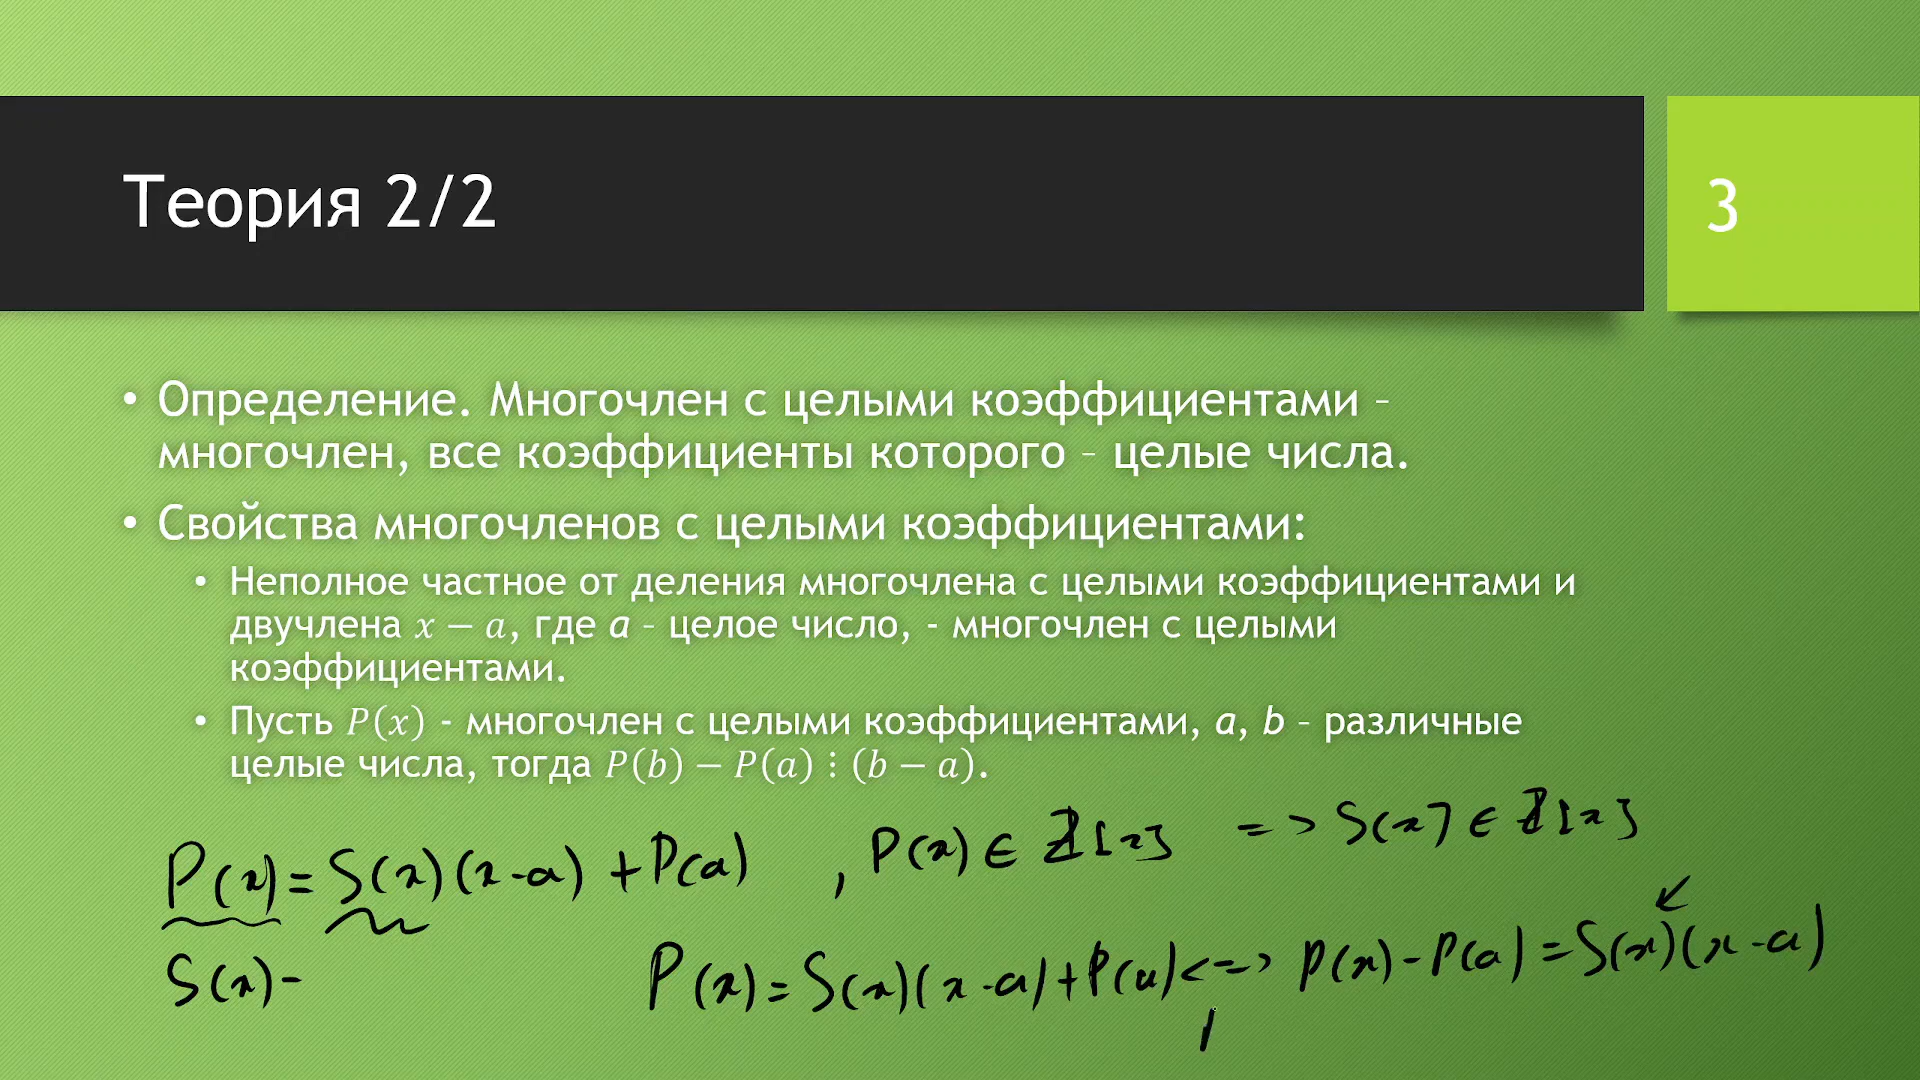 Теория 2/2
3
• Определение. Многочлен с целыми коэффициентами –
многочлен, все коэффициенты которого – целые числа.
• Свойства многочленов с целыми коэффициентами:
• Неполное частное от деления многочлена с целыми коэффициентами и
двучлена x − a, где a – целое число, - многочлен с целыми
коэффициентами.
• Пусть P(x) - многочлен с целыми коэффициентами, a, b – различные
целые числа, тогда P(b) − P(a) ⋮ (b − a).
P(x) = S(x)(x-a) + P(a) , P(x) ∈ ℤ[x] => S(x) ∈ ℤ[x]
S(x) -
P(x) = S(x)(x-a) + P(a) <=> P(x) - P(a) = S(x)(x-a)